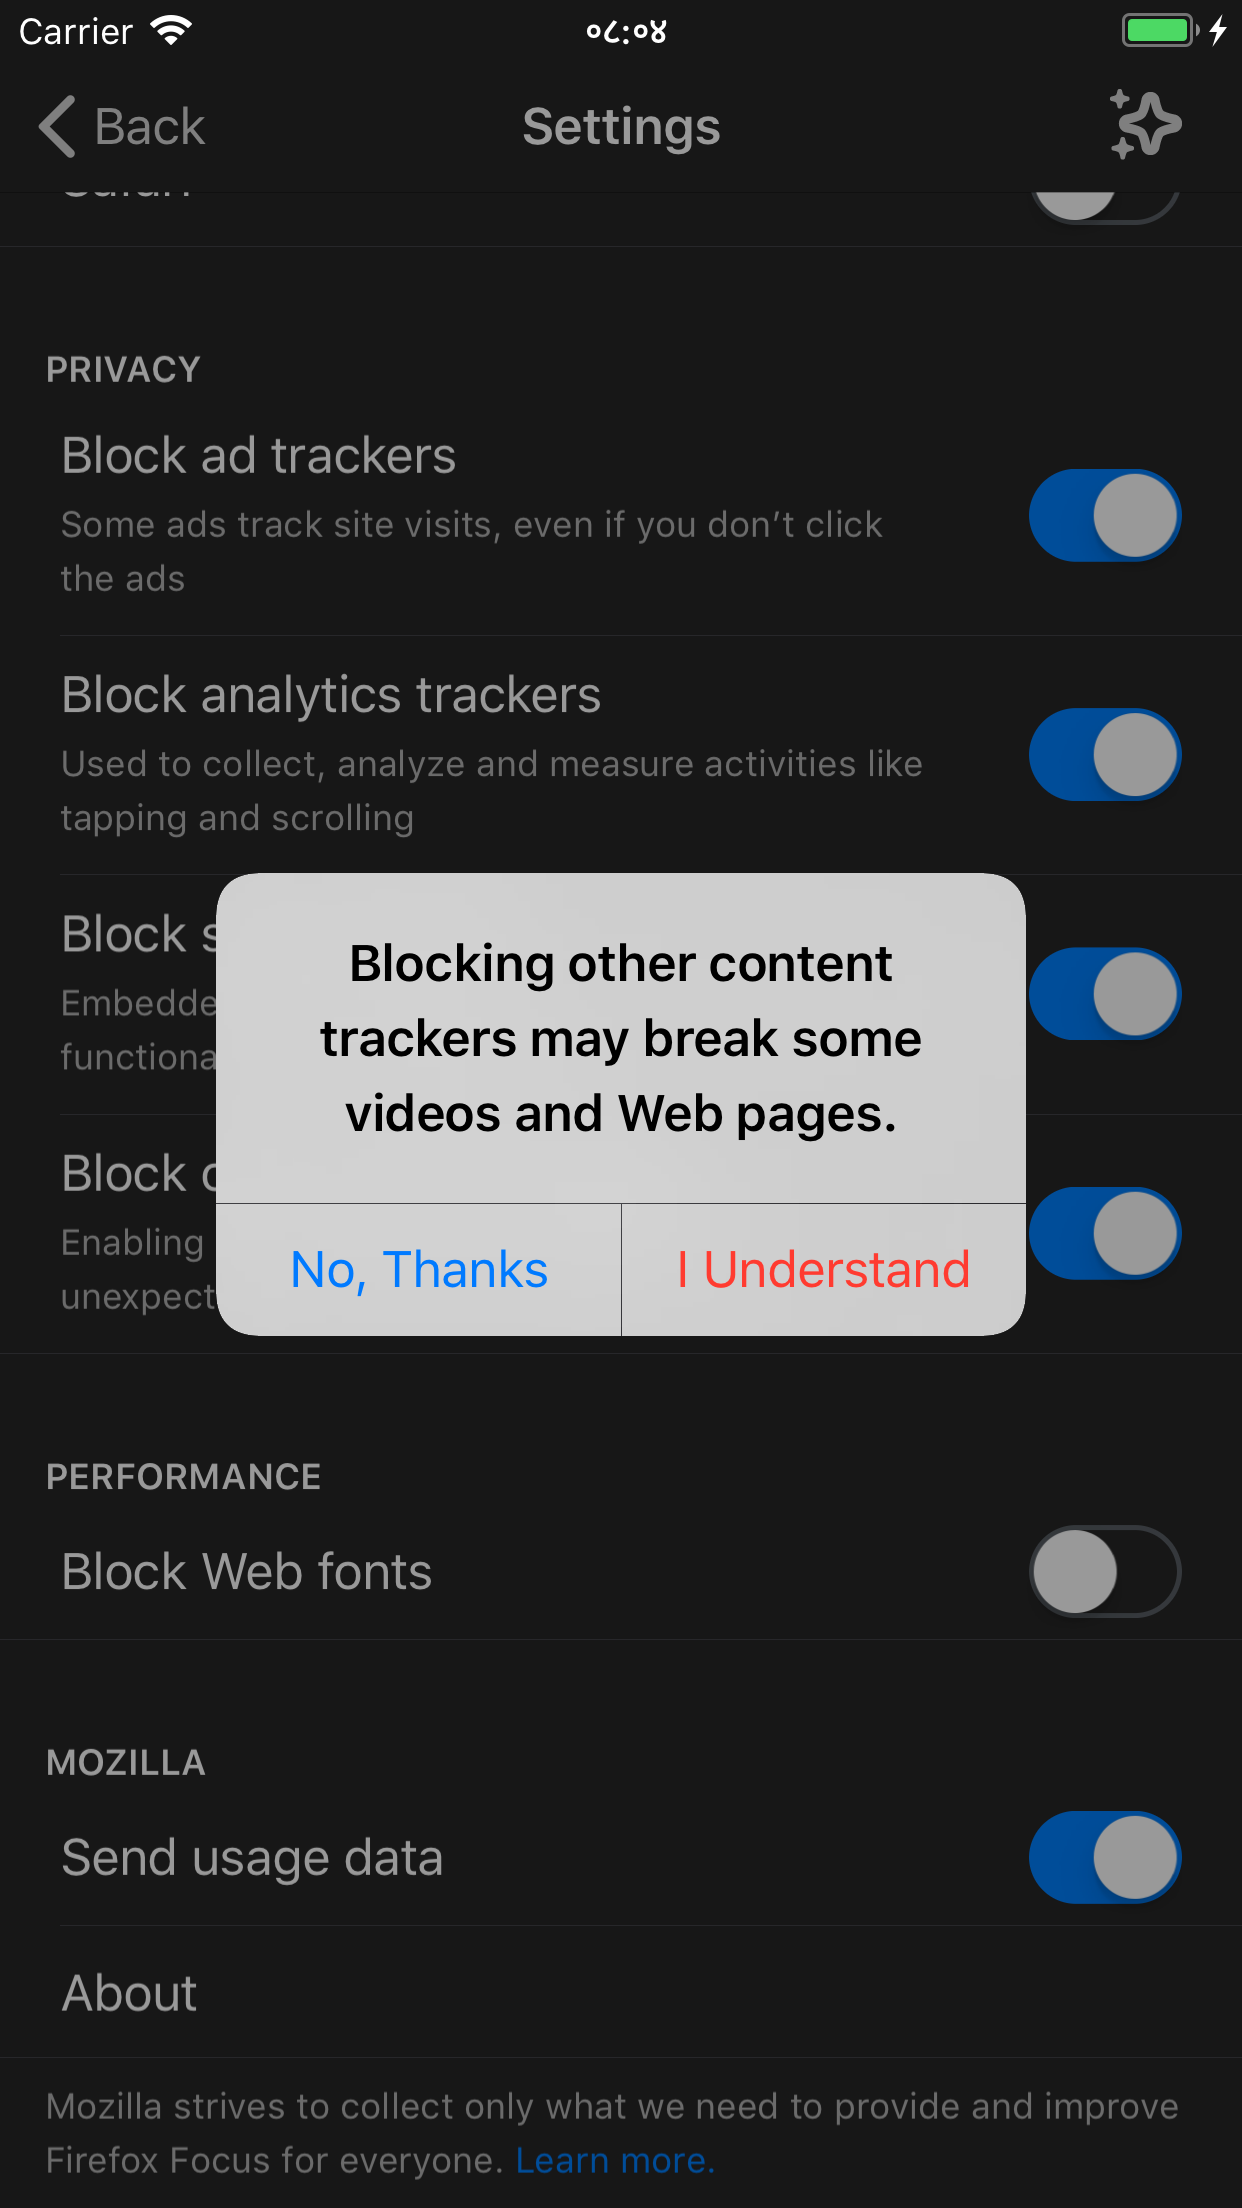 Carrier ०८:०४
Back Settings
PRIVACY
Block ad trackers
Some ads track site visits, even if you don’t click
the ads
Block analytics trackers
Used to collect, analyze and measure activities like
tapping and scrolling
Block
Embedde
functiona
Block
Enabling
unexpect
Blocking other content
trackers may break some
videos and Web pages.
No, Thanks
I Understand
PERFORMANCE
Block Web fonts
MOZILLA
Send usage data
About
Mozilla strives to collect only what we need to provide and improve
Firefox Focus for everyone. Learn more.